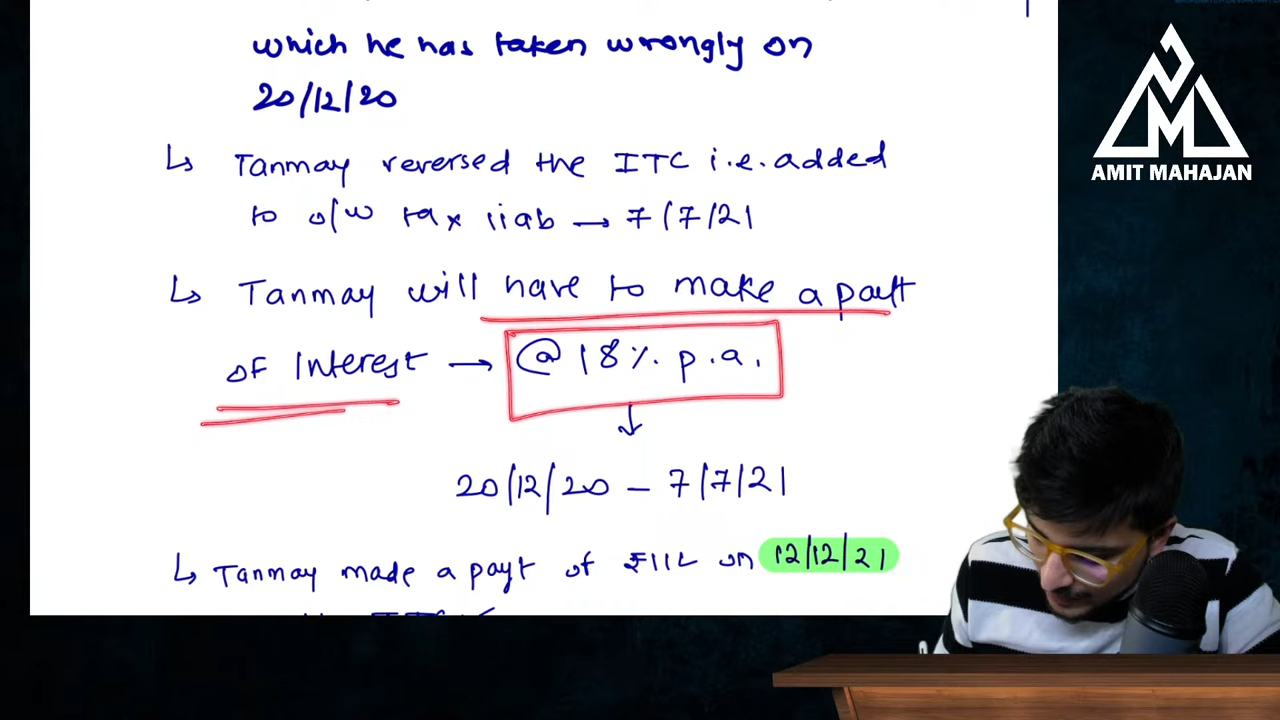 which he has taken wrongly on
20/12/20
↳ Tanmay reversed the ITC i.e. added
to o/w tax liab → 7/7/21
↳ Tanmay will have to make a payt
of Interest → @ 18% p.a.
↓
20/12/20 – 7/7/21
↳ Tanmay made a payt of ₹11L on 12/12/21
AMIT MAHAJAN